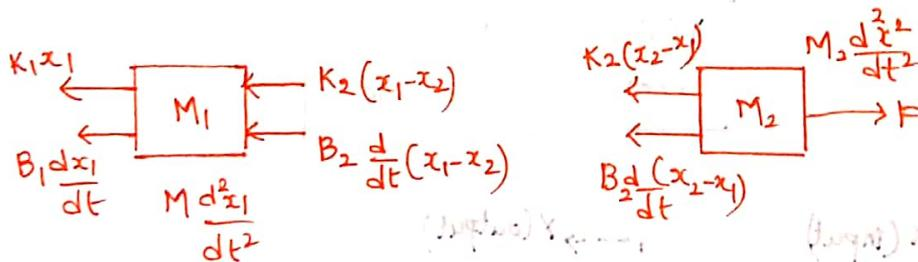 K₁x₁
B₁ dx₁/dt
M₁
M d²x₁/dt²
K₂(x₁-x₂)
B₂ d/dt (x₁-x₂)
K₂(x₂-x₁)
B₂ d/dt (x₂-x₁)
M₂
M₂ d²x²/dt²
F